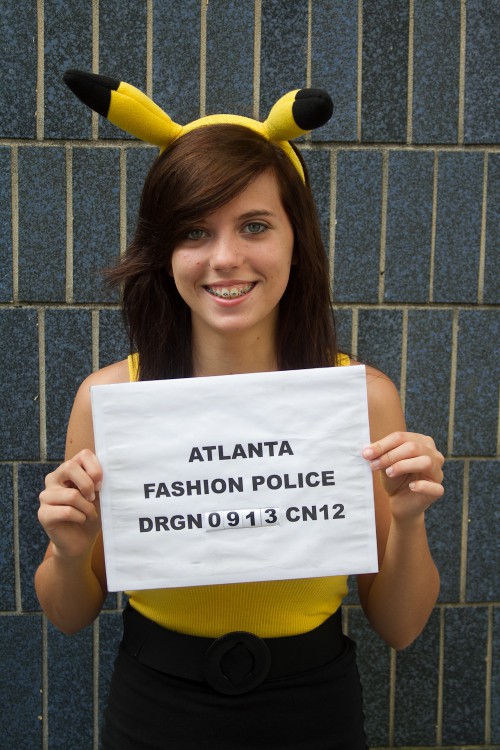 ATLANTA
FASHION POLICE
DRGN 0913 CN12